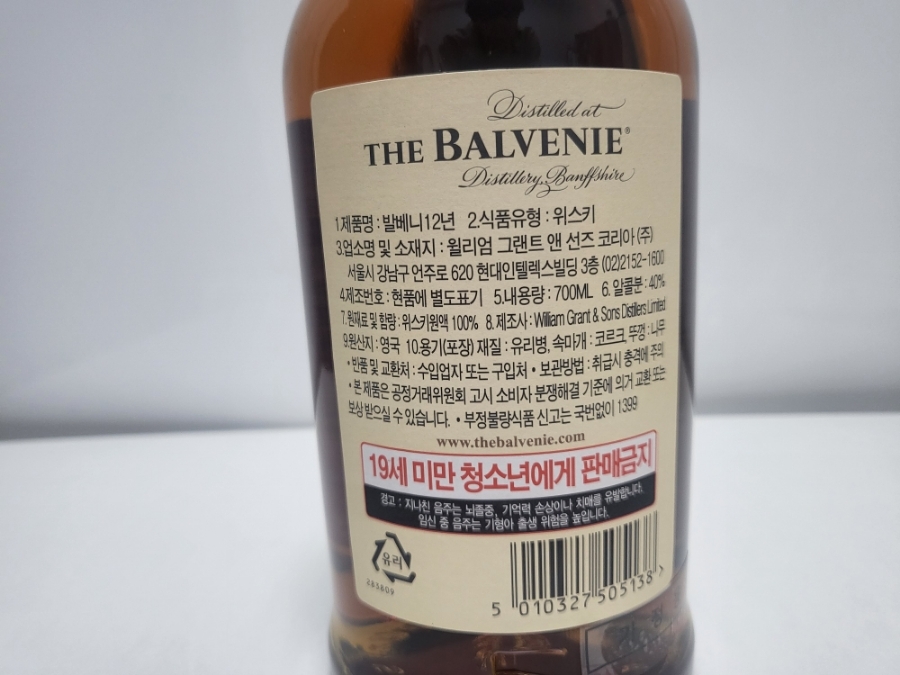 Distilled at
THE BALVENIE®
Distillery, Banffshire
1.제품명 : 발베니12년 2.식품유형 : 위스키
3.업소명 및 소재지 : 윌리엄 그랜트 앤 선즈 코리아 (주)
서울시 강남구 언주로 620 현대인텔렉스빌딩 3층 (02)2152-1600
4.제조번호 : 현품에 별도표기 5.내용량 : 700ML 6. 알콜분 : 40%
7.원재료 및 함량 : 위스키원액 100% 8. 제조사 : William Grant & Sons Distillers Limited
9.원산지 : 영국 10.용기(포장) 재질 : 유리병, 속마개 : 코르크, 뚜껑 : 나무
• 반품 및 교환처 : 수입업자 또는 구입처 • 보관방법 : 취급시 충격에 주의
• 본 제품은 공정거래위원회 고시 소비자 분쟁해결 기준에 의거 교환 또는
보상 받으실 수 있습니다. • 부정불량식품 신고는 국번없이 1399
www.thebalvenie.com
19세 미만 청소년에게 판매금지
경고 : 지나친 음주는 뇌졸중, 기억력 손상이나 치매를 유발합니다.
임신 중 음주는 기형아 출생 위험을 높입니다.
유리
283809
5 010327 505138 >